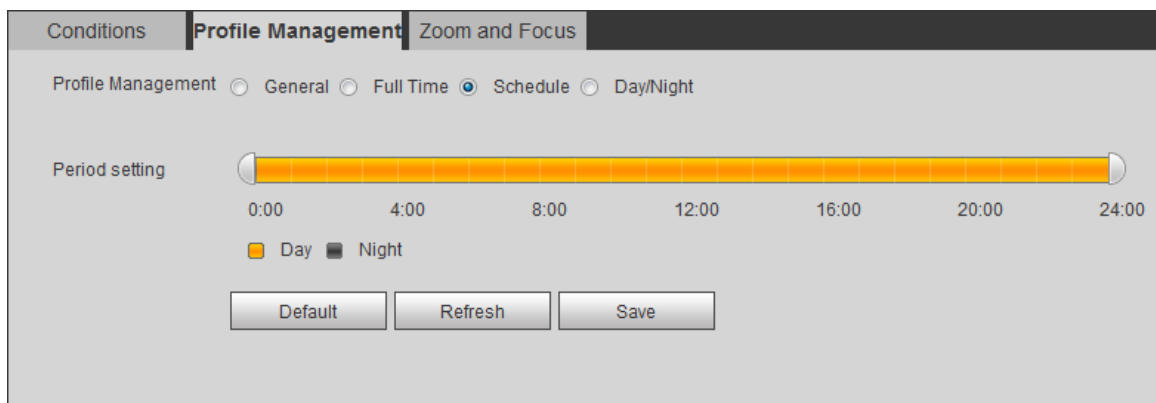 Conditions Profile Management Zoom and Focus
Profile Management General Full Time Schedule Day/Night
Period setting
0:00 4:00 8:00 12:00 16:00 20:00 24:00
Day Night
Default Refresh Save